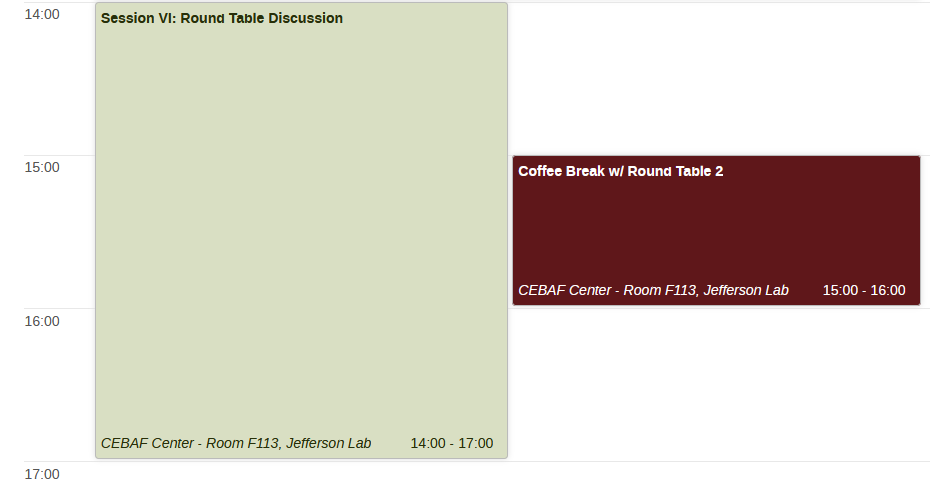 14:00
Session VI: Round Table Discussion
15:00
Coffee Break w/ Round Table 2
CEBAF Center - Room F113, Jefferson Lab 15:00 - 16:00
16:00
CEBAF Center - Room F113, Jefferson Lab 14:00 - 17:00
17:00